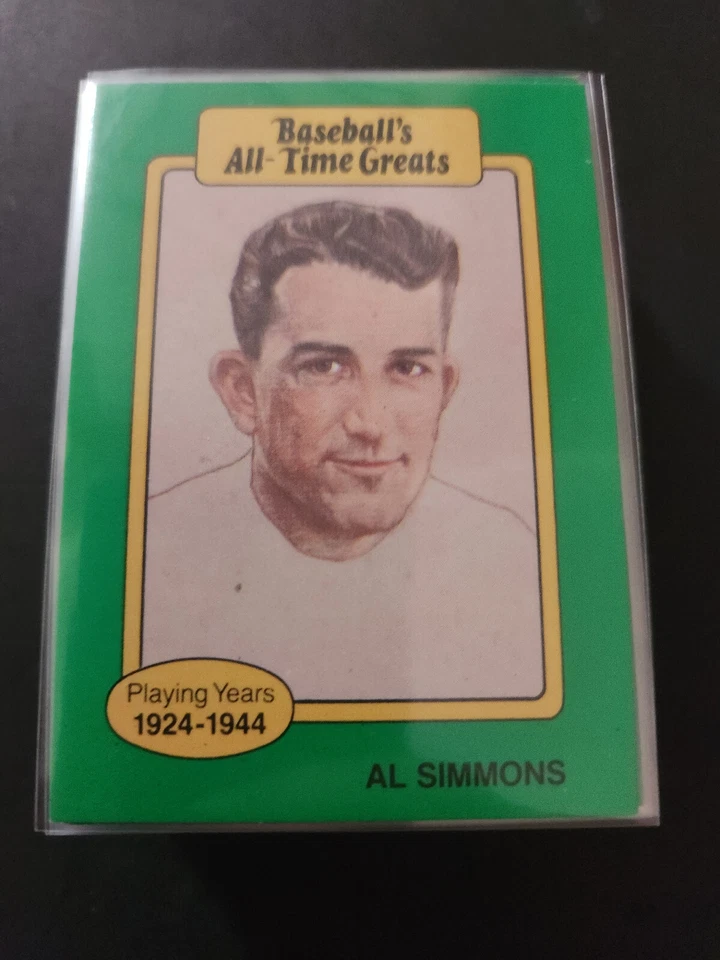 Baseball's
All-Time Greats
Playing Years
1924-1944
AL SIMMONS